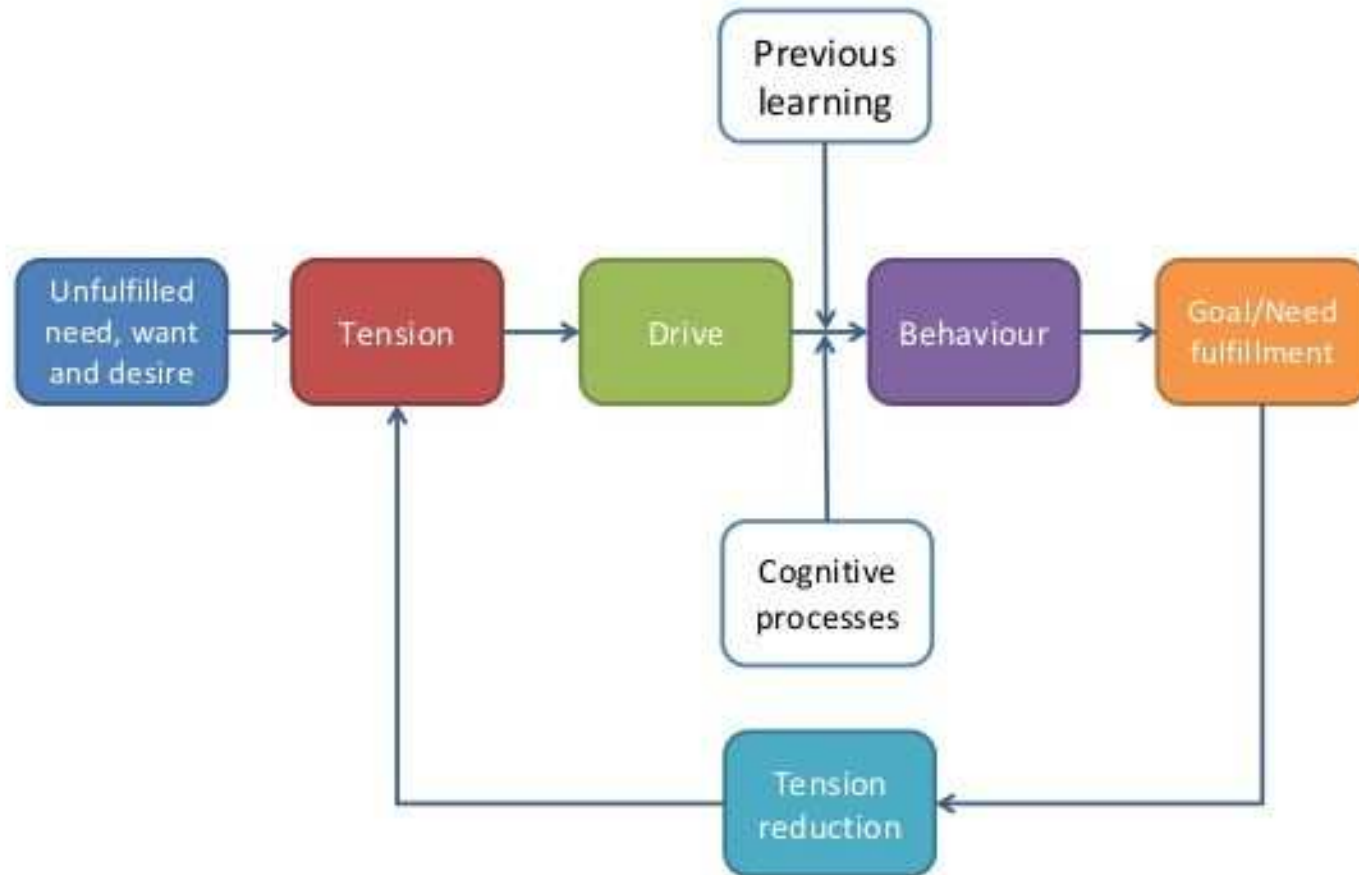 Previous
learning
Unfulfilled
need, want
and desire
Tension
Drive
Behaviour
Goal/Need
fulfillment
Cognitive
processes
Tension
reduction